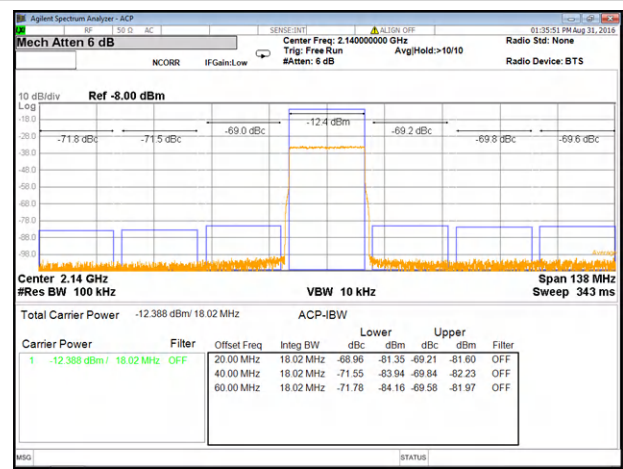 Agilent Spectrum Analyzer - ACP
RF 50 Ω AC SENSE:INT ALIGN OFF 01:35:51 PM Aug 31, 2016
Mech Atten 6 dB
Center Freq: 2.140000000 GHz
Radio Std: None
Trig: Free Run Avg|Hold:>10/10
NCORR IFGain:Low #Atten: 6 dB Radio Device: BTS
10 dB/div Ref -8.00 dBm
Log
-18.0
-28.0
-38.0
-48.0
-58.0
-68.0
-78.0
-88.0
-98.0
-71.8 dBc -71.5 dBc -69.0 dBc -12.4 dBm -69.2 dBc -69.8 dBc -69.6 dBc
Average
Center 2.14 GHz Span 138 MHz
#Res BW 100 kHz VBW 10 kHz Sweep 343 ms
Total Carrier Power -12.388 dBm/ 18.02 MHz ACP-IBW
Lower Upper
Carrier Power Filter
Offset Freq Integ BW dBc dBm dBc dBm Filter
1 -12.388 dBm / 18.02 MHz OFF
20.00 MHz 18.02 MHz -68.96 -81.35 -69.21 -81.60 OFF
40.00 MHz 18.02 MHz -71.55 -83.94 -69.84 -82.23 OFF
60.00 MHz 18.02 MHz -71.78 -84.16 -69.58 -81.97 OFF
MSG STATUS